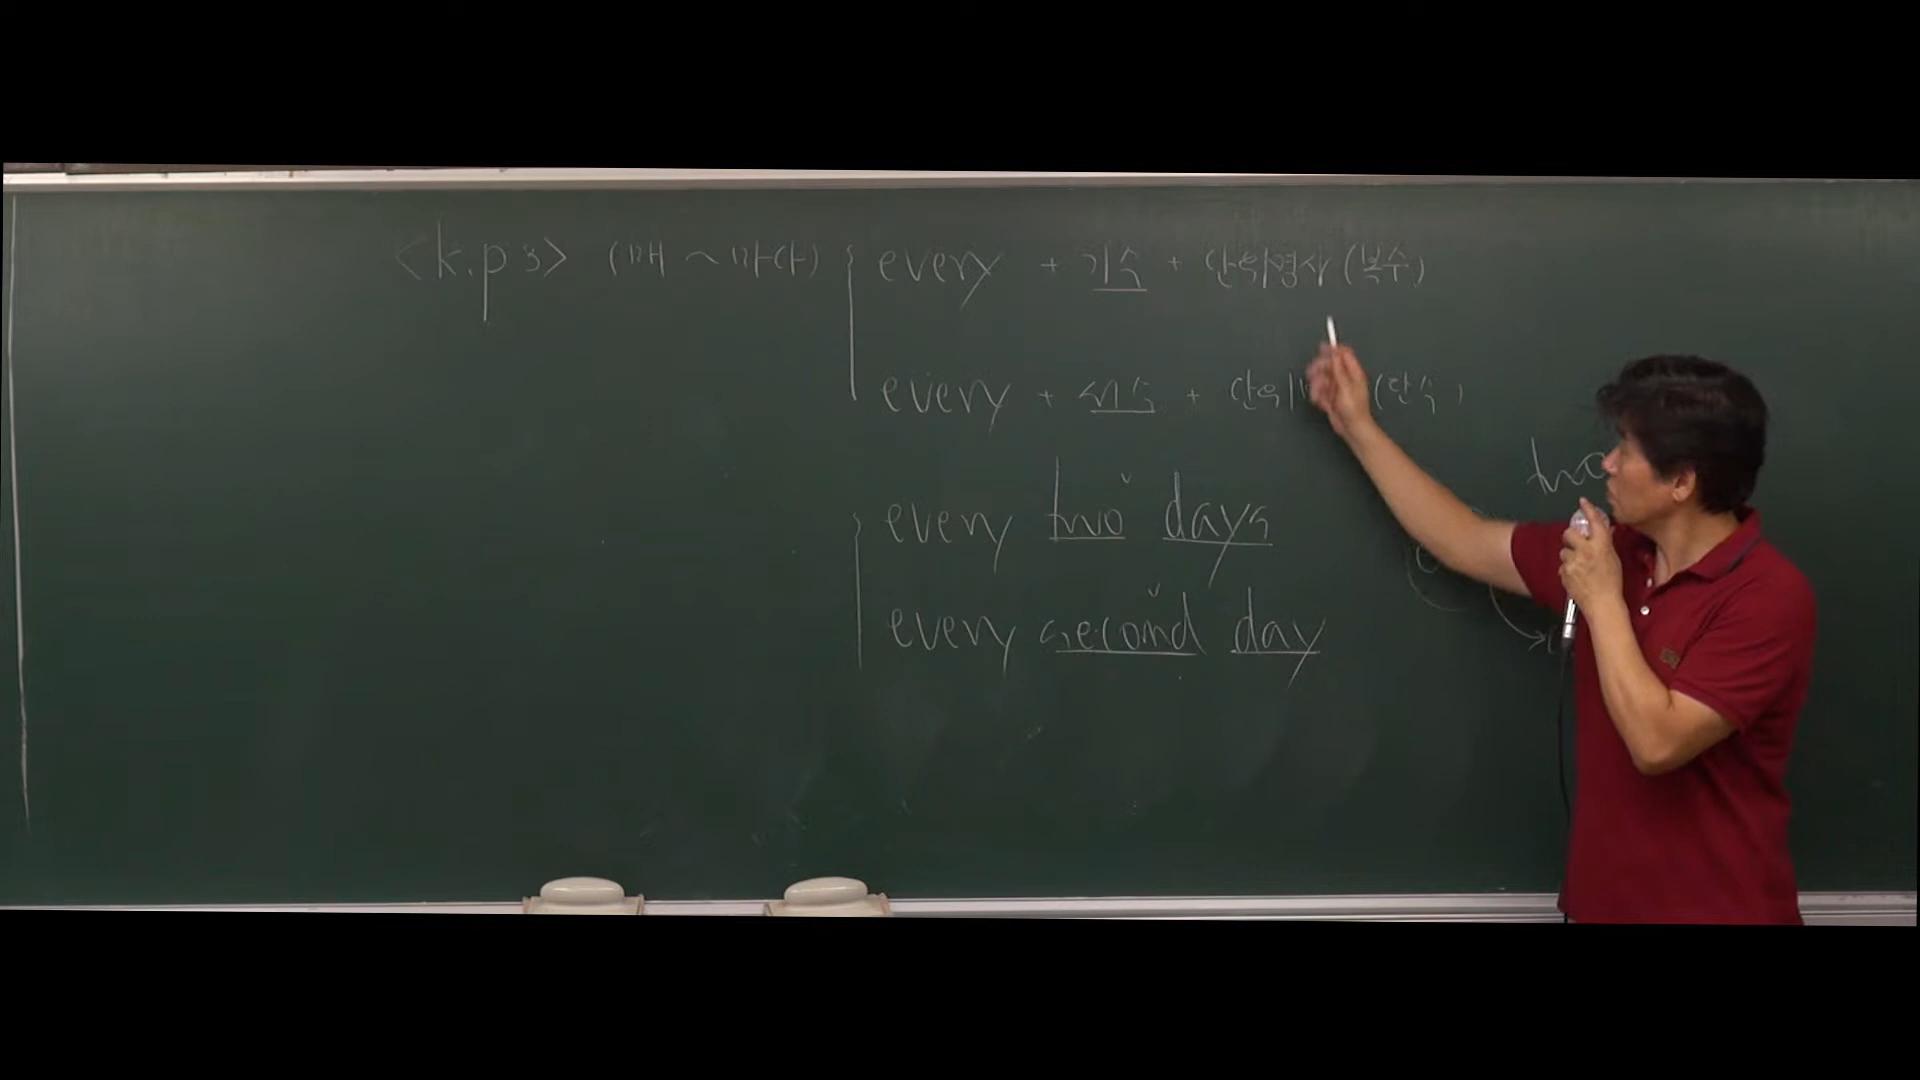 <k.p 3> (매 ~ 마다) every + 기수 + 단위명사 (복수)
every + 서수 + 단위 (단수)
two
every two days
every second day